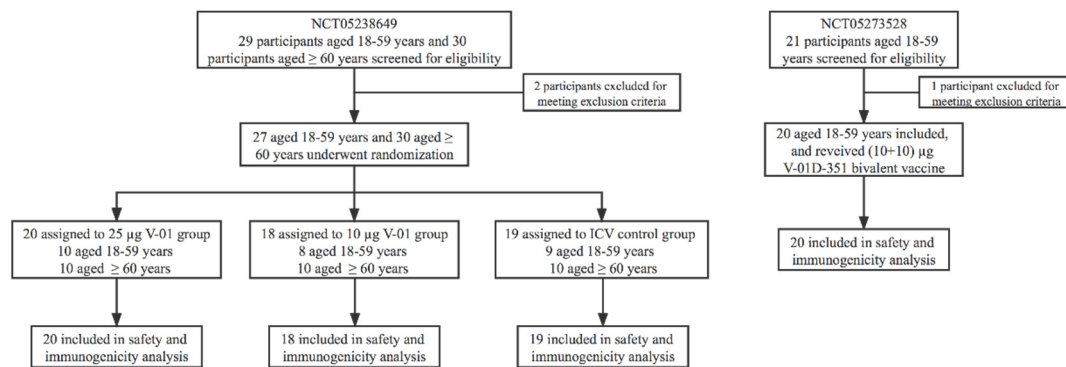 NCT05238649
29 participants aged 18-59 years and 30
participants aged ≥ 60 years screened for eligibility
2 participants excluded for
meeting exclusion criteria
27 aged 18-59 years and 30 aged ≥
60 years underwent randomization
20 assigned to 25 μg V-01 group
10 aged 18-59 years
10 aged ≥ 60 years
18 assigned to 10 μg V-01 group
8 aged 18-59 years
10 aged ≥ 60 years
19 assigned to ICV control group
9 aged 18-59 years
10 aged ≥ 60 years
20 included in safety and
immunogenicity analysis
18 included in safety and
immunogenicity analysis
19 included in safety and
immunogenicity analysis
NCT05273528
21 participants aged 18-59
years screened for eligibility
1 participant excluded for
meeting exclusion criteria
20 aged 18-59 years included,
and reveived (10+10) μg
V-01D-351 bivalent vaccine
20 included in safety and
immunogenicity analysis